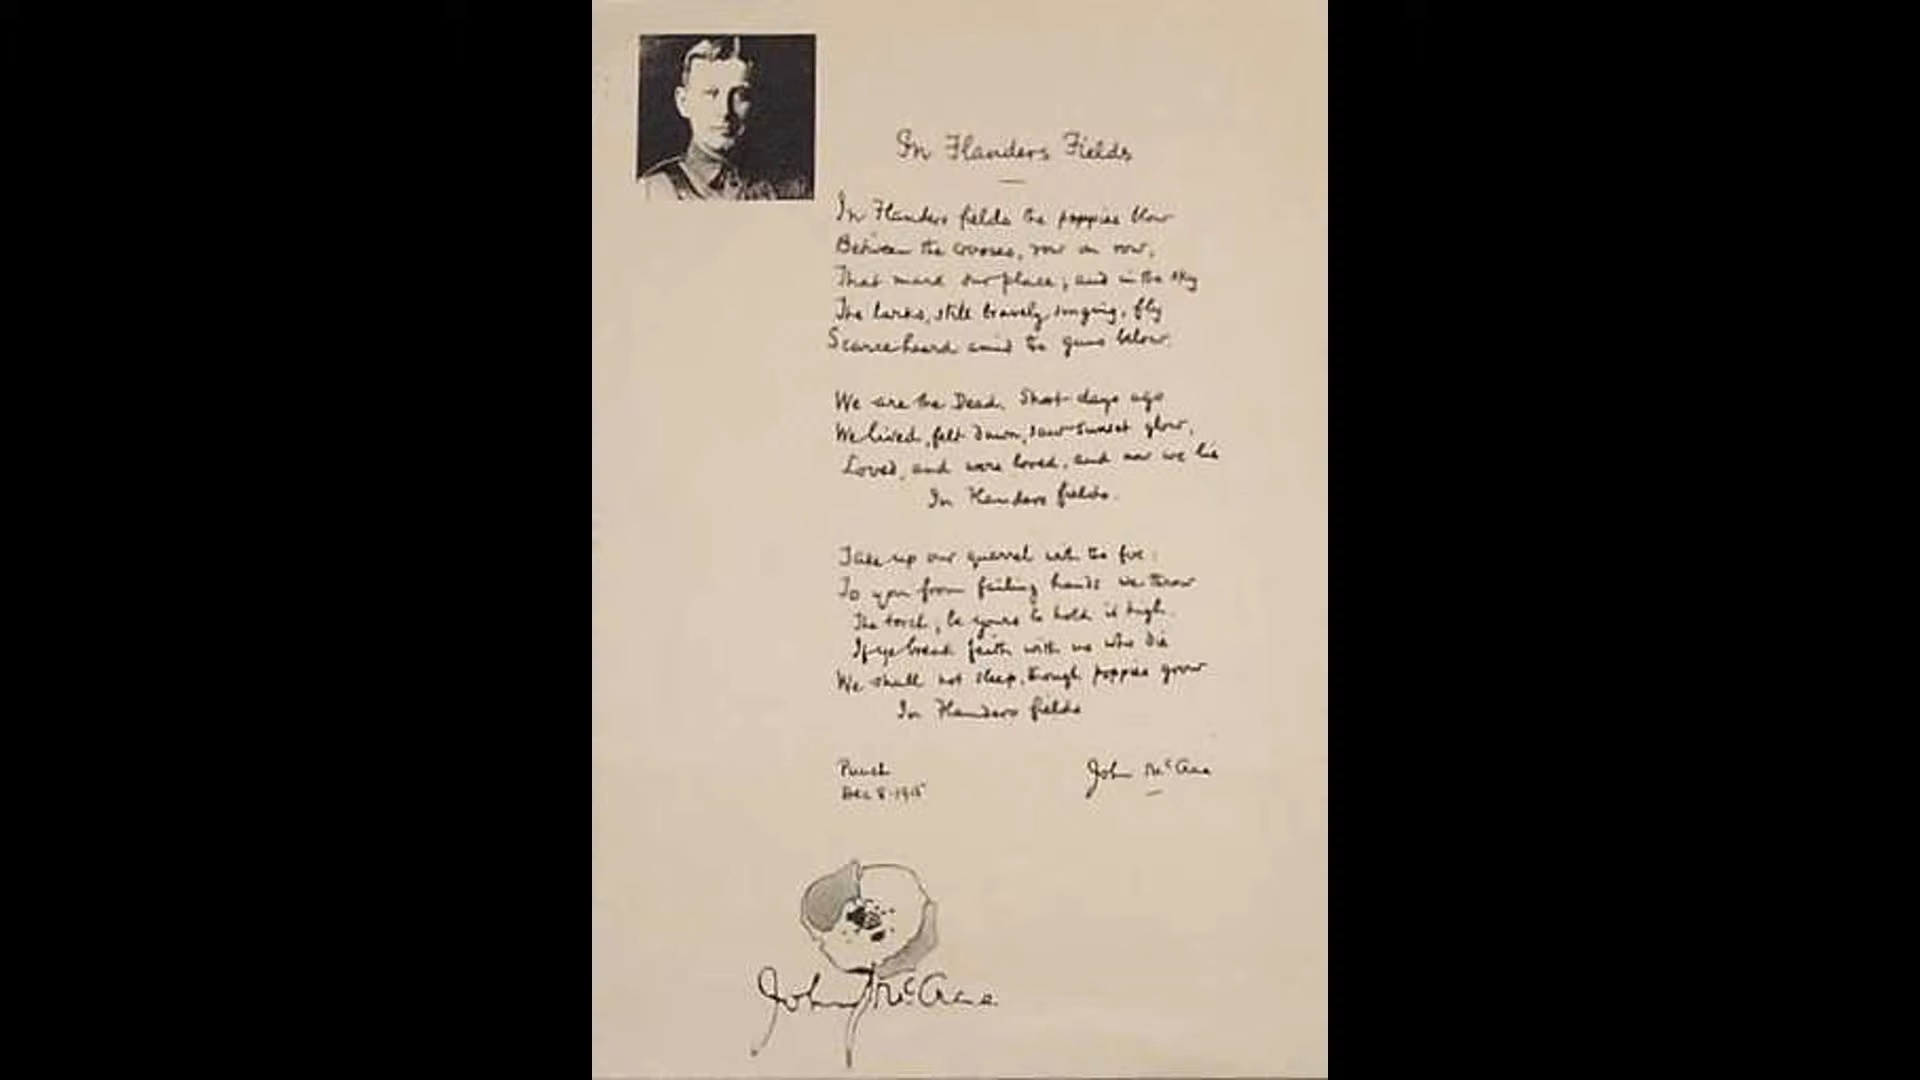 In Flanders Fields
In Flanders fields the poppies blow
Between the crosses, row on row,
That mark our place; and in the sky
The larks, still bravely singing, fly
Scarce heard amid the guns below.
We are the Dead. Short days ago
We lived, felt dawn, saw sunset glow,
Loved, and were loved, and now we lie
In Flanders fields.
Take up our quarrel with the foe:
To you from failing hands we throw
The torch; be yours to hold it high.
If ye break faith with us who die
We shall not sleep, though poppies grow
In Flanders fields
Punch
Dec 8 · 1915
John McCrae
John McCrae